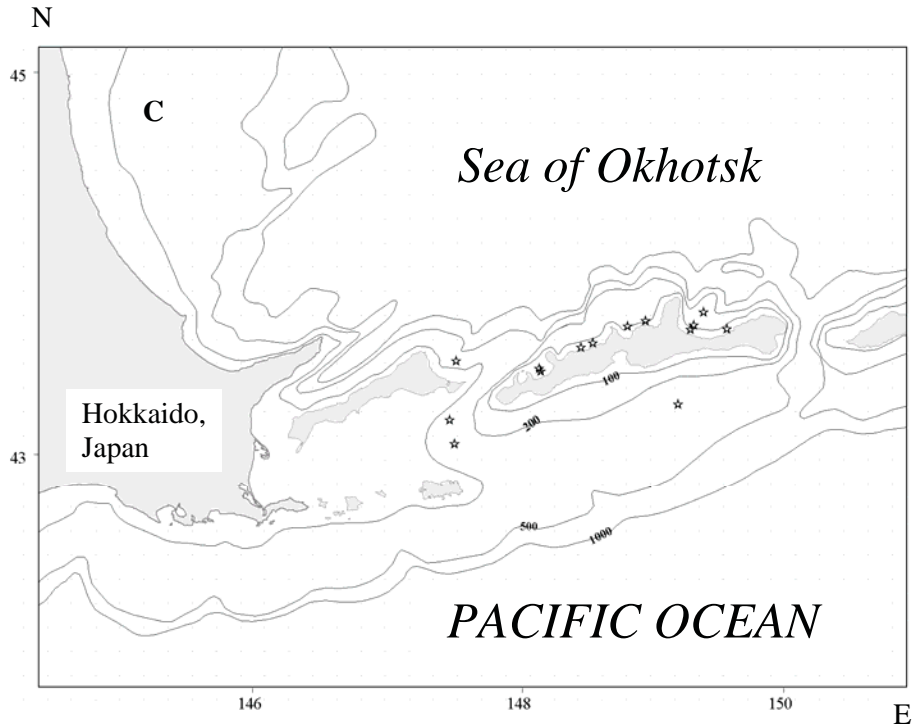 N
45
C
Sea of Okhotsk
100
Hokkaido,
Japan
200
43
500
1000
PACIFIC OCEAN
146
148
150
E